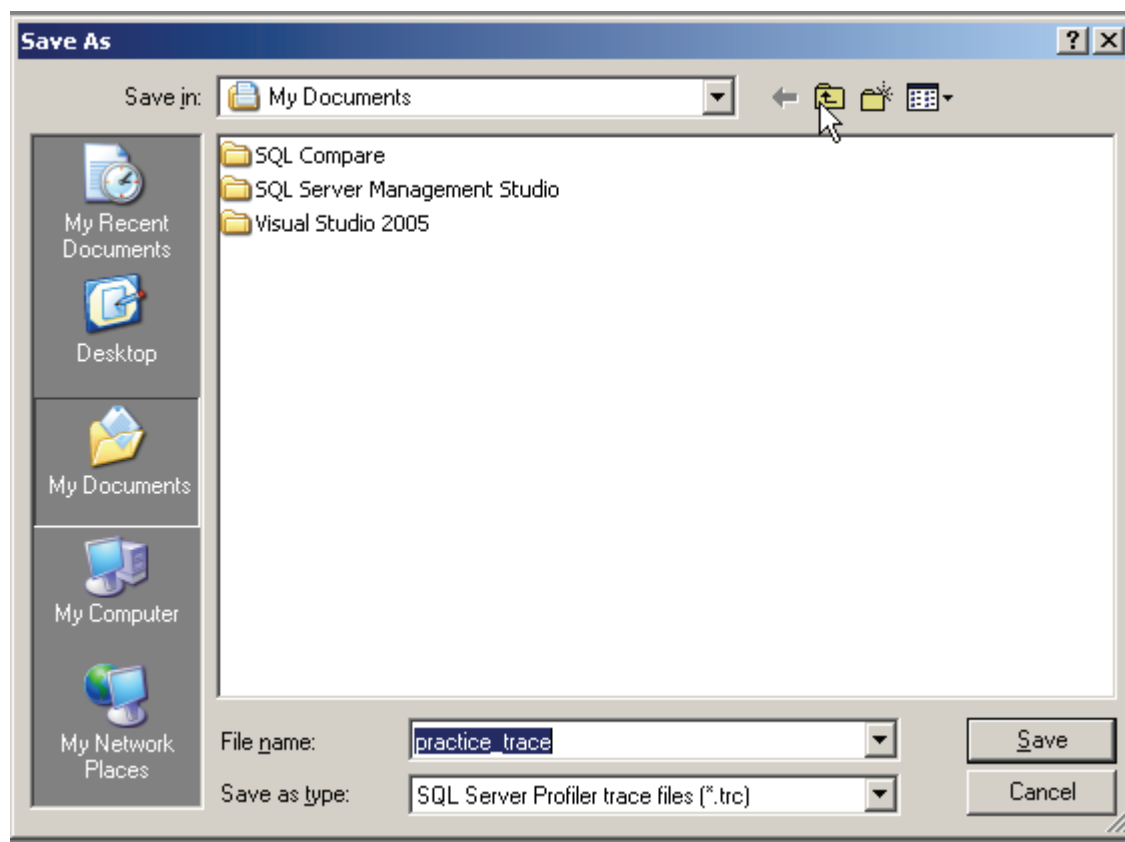 Save As
?
Save in:
My Documents
My Recent
Documents
Desktop
My Documents
My Computer
My Network
Places
SQL Compare
SQL Server Management Studio
Visual Studio 2005
File name:
practice_trace
Save
Save as type:
SQL Server Profiler trace files (*.trc)
Cancel